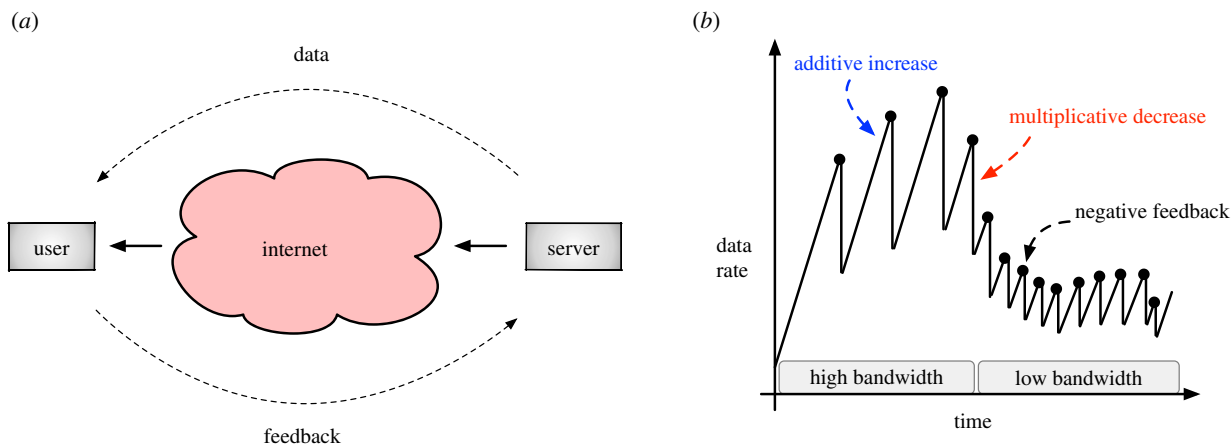 (a)
data
user
internet
server
feedback
(b)
additive increase
multiplicative decrease
negative feedback
data
rate
high bandwidth
low bandwidth
time